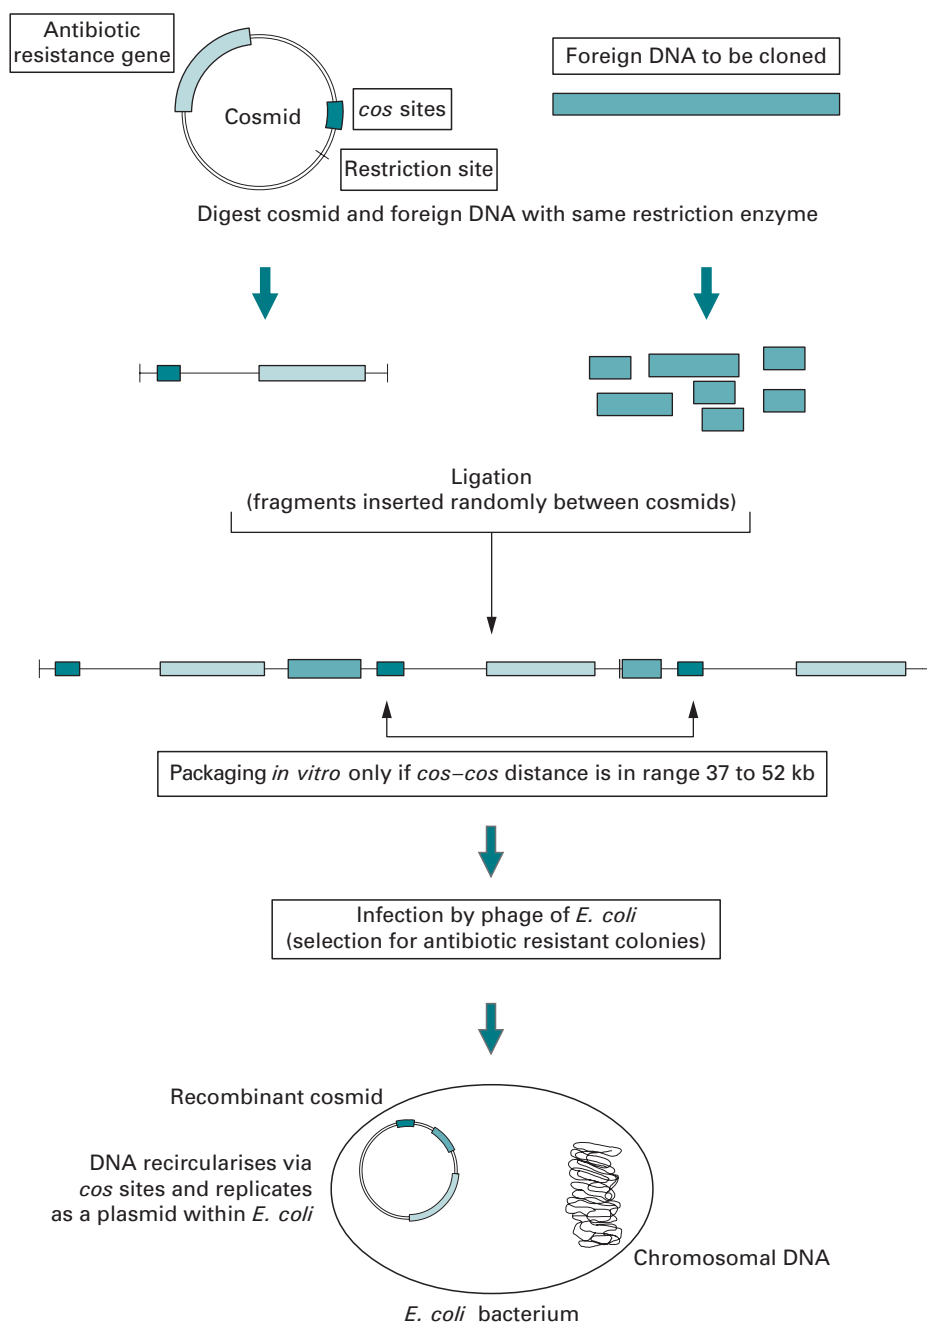 Antibiotic
resistance gene
Foreign DNA to be cloned
Cosmid
cos sites
Restriction site
Digest cosmid and foreign DNA with same restriction enzyme
Ligation
(fragments inserted randomly between cosmids)
Packaging in vitro only if cos–cos distance is in range 37 to 52 kb
Infection by phage of E. coli
(selection for antibiotic resistant colonies)
Recombinant cosmid
DNA recircularises via
cos sites and replicates
as a plasmid within E. coli
Chromosomal DNA
E. coli bacterium